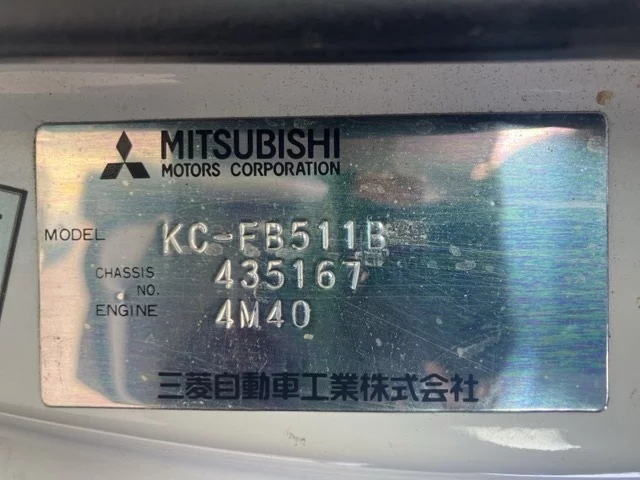 MITSUBISHI
MOTORS CORPORATION
MODEL KC-FB511B
CHASSIS NO. 435167
ENGINE 4M40
三菱自動車工業株式会社